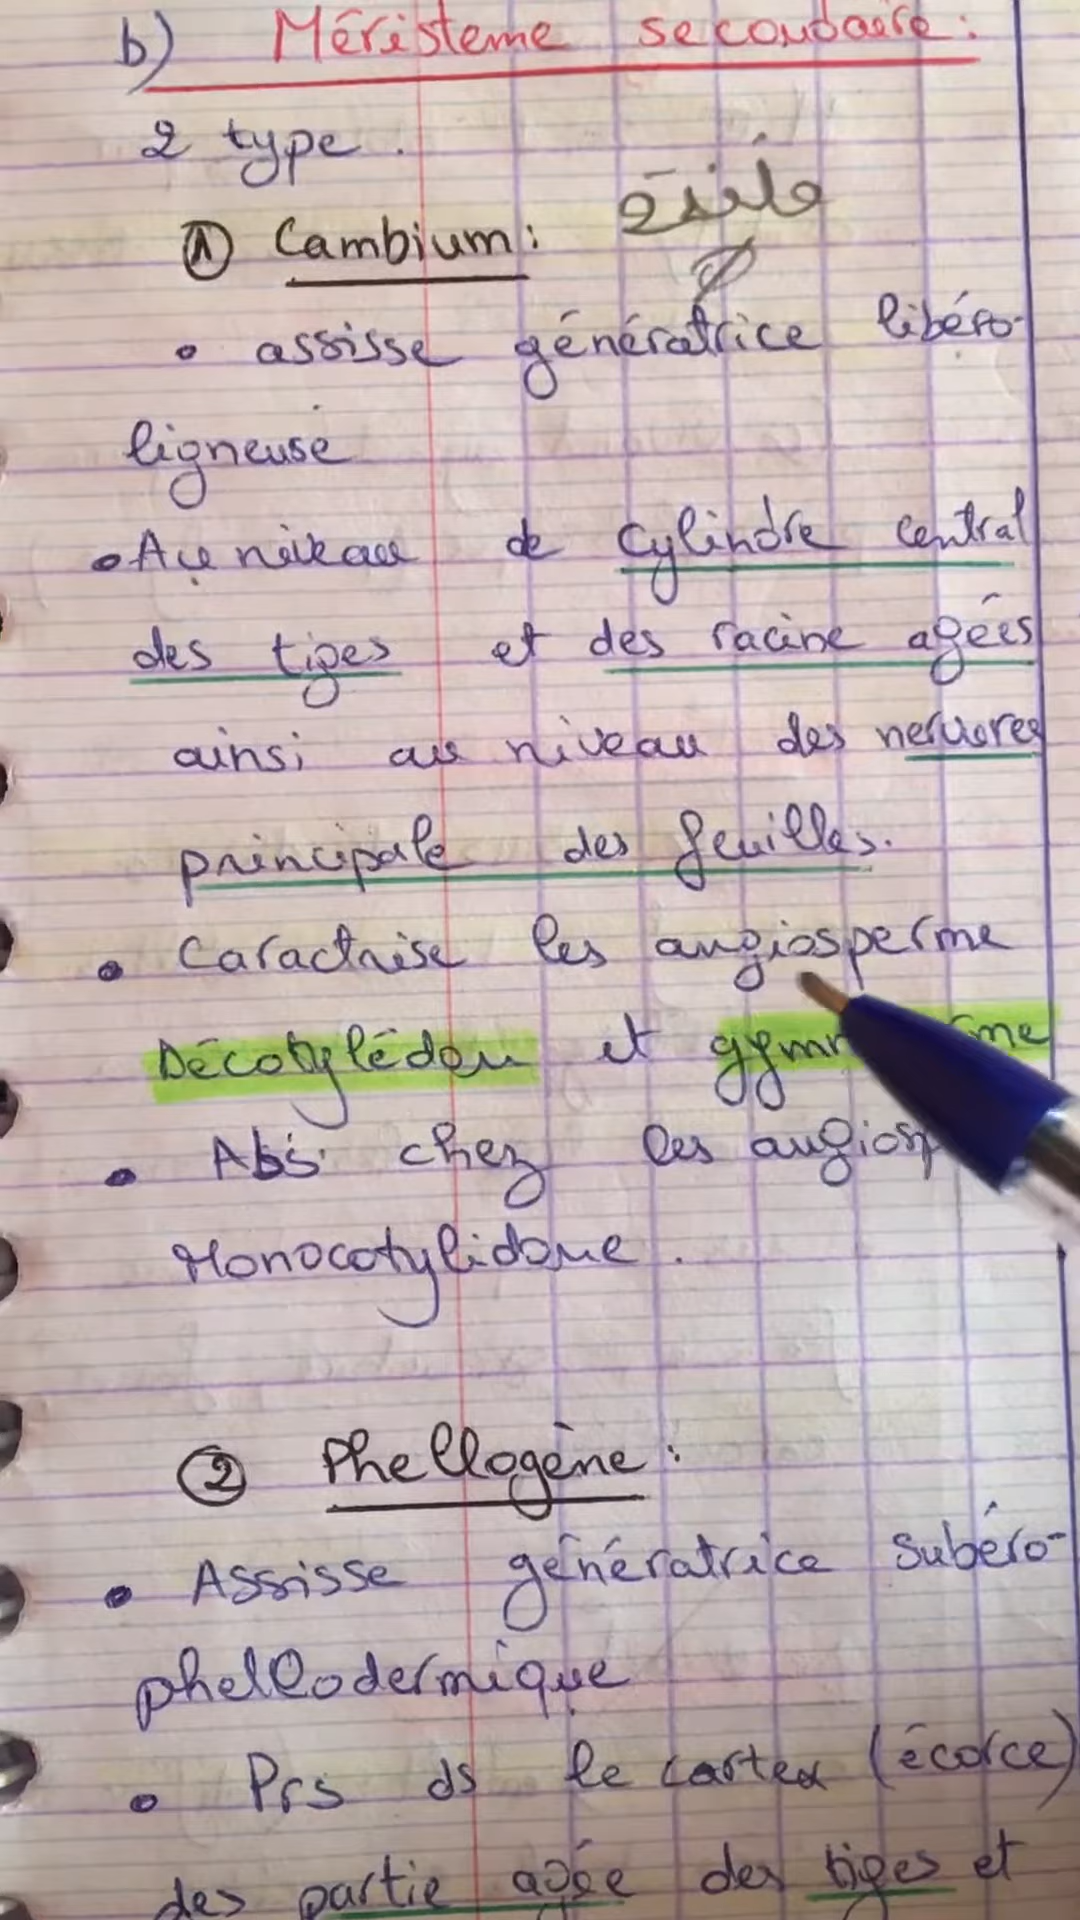 b) Méristeme secondaire:
2 type.
① Cambium:
• assisse génératrice libéro-
ligneuse
• Au niveau de cylindre central
des tiges et des racine agées
ainsi au niveau des nervures
principale des feuilles.
• Caractrise les angiosperme
Décotylédon et
• Abs chez les
Monocotylidone.
② Phellogène:
• Assisse génératrice subéro-
phellodermique
• Prs ds le cortex (écorce)
des partie agée des tiges et